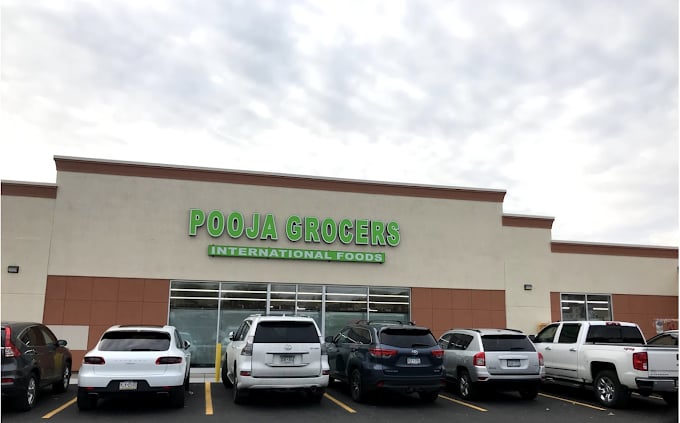 POOJA GROCERS
INTERNATIONAL FOODS